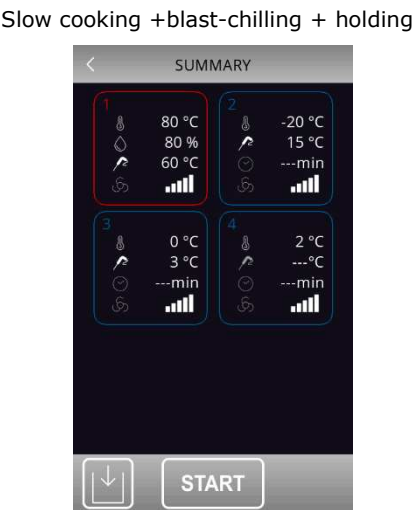 Slow cooking +blast-chilling + holding
SUMMARY
1
80 °C
80 %
60 °C
2
-20 °C
15 °C
---min
3
0 °C
3 °C
---min
4
2 °C
---°C
---min
START